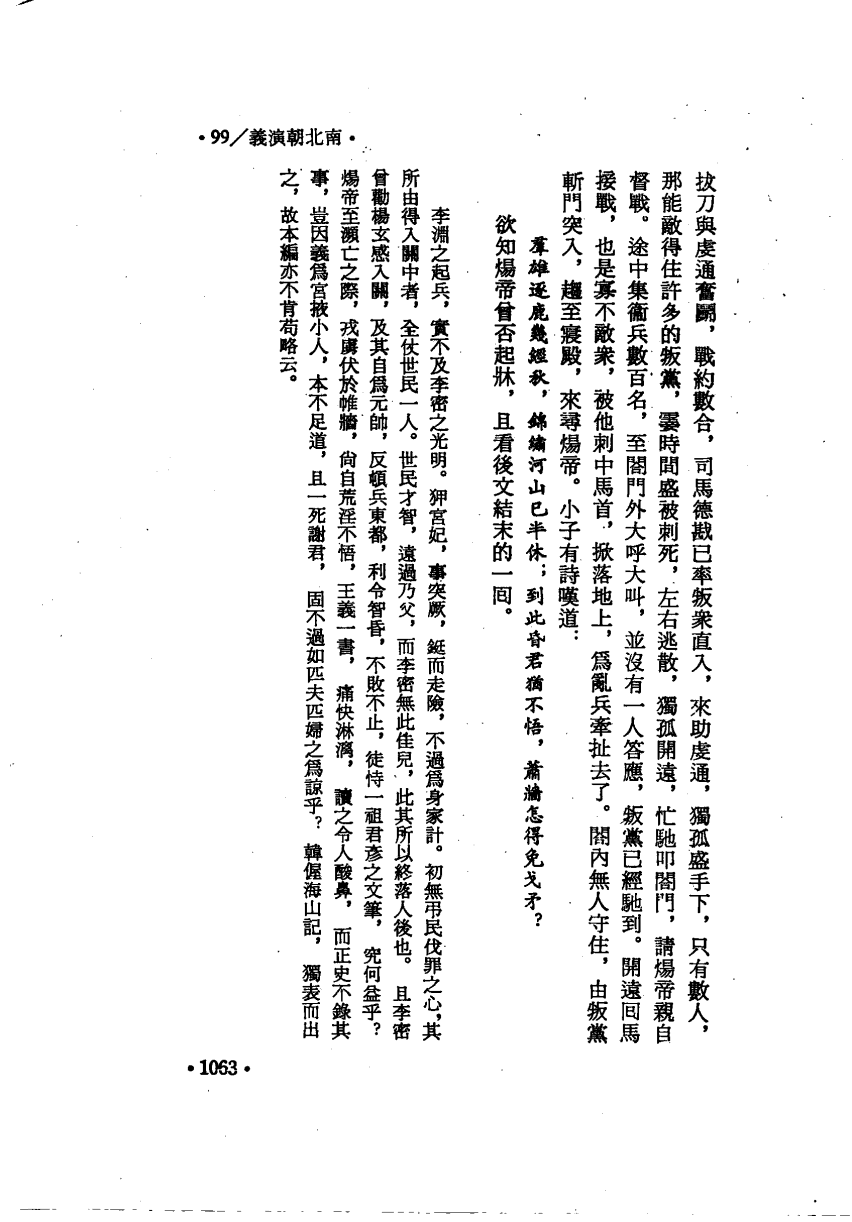 •99／義演朝北南•
拔刀與虔通奮鬭，戰約數合，司馬德戡已率叛衆直入，來助虔通，獨孤盛手下，只有數人，
那能敵得住許多的叛黨，霎時間盛被刺死，左右逃散，獨孤開遠，忙馳叩閤門，請煬帝親自
督戰。途中集衞兵數百名，至閤門外大呼大叫，並沒有一人答應，叛黨已經馳到。開遠囘馬
接戰，也是寡不敵衆，被他刺中馬首，掀落地上，爲亂兵牽扯去了。閤內無人守住，由叛黨
斬門突入，趨至寢殿，來尋煬帝。小子有詩嘆道：
羣雄逐鹿幾經秋，錦繡河山已半休；到此昏君猶不悟，蕭牆怎得免戈矛？
欲知煬帝曾否起牀，且看後文結末的一囘。
李淵之起兵，實不及李密之光明。狎宮妃，事突厥，鋌而走險，不過爲身家計。初無弔民伐罪之心，其
所由得入關中者，全仗世民一人。世民才智，遠過乃父，而李密無此佳兒，此其所以終落人後也。且李密
曾勸楊玄感入關，及其自爲元帥，反頓兵東都，利令智昏，不敗不止，徒恃一祖君彥之文筆，究何益乎？
煬帝至瀕亡之際，戎虜伏於帷牆，尙自荒淫不悟，王義一書，痛快淋漓，讀之令人酸鼻，而正史不錄其
事，豈因義爲宮掖小人，本不足道，且一死謝君，固不過如匹夫匹婦之爲諒乎？韓偓海山記，獨表而出
之，故本編亦不肯苟略云。
•1063•